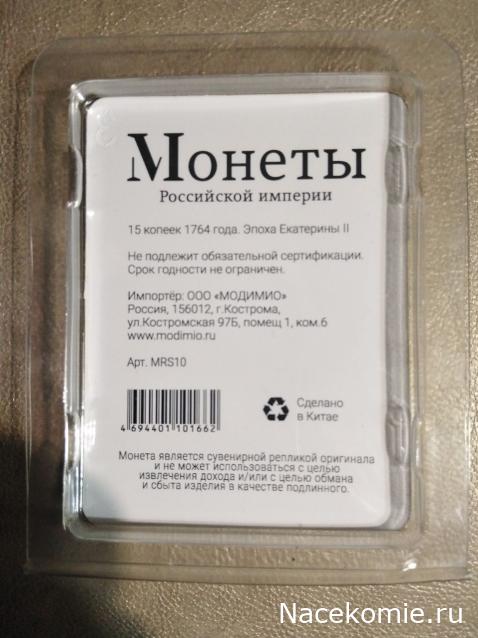 Монеты
Российской империи
15 копеек 1764 года. Эпоха Екатерины II
Не подлежит обязательной сертификации.
Срок годности не ограничен.
Импортёр: ООО «МОДИМИО»
Россия, 156012, г.Кострома,
ул.Костромская 97Б, помещ 1, ком.6
www.modimio.ru
Арт. MRS10
Сделано
в Китае
4 694401 101662
Монета является сувенирной репликой оригинала
и не может использоваться с целью
извлечения дохода и/или с целью обмана
и сбыта изделия в качестве подлинного.
Nacekomie.ru